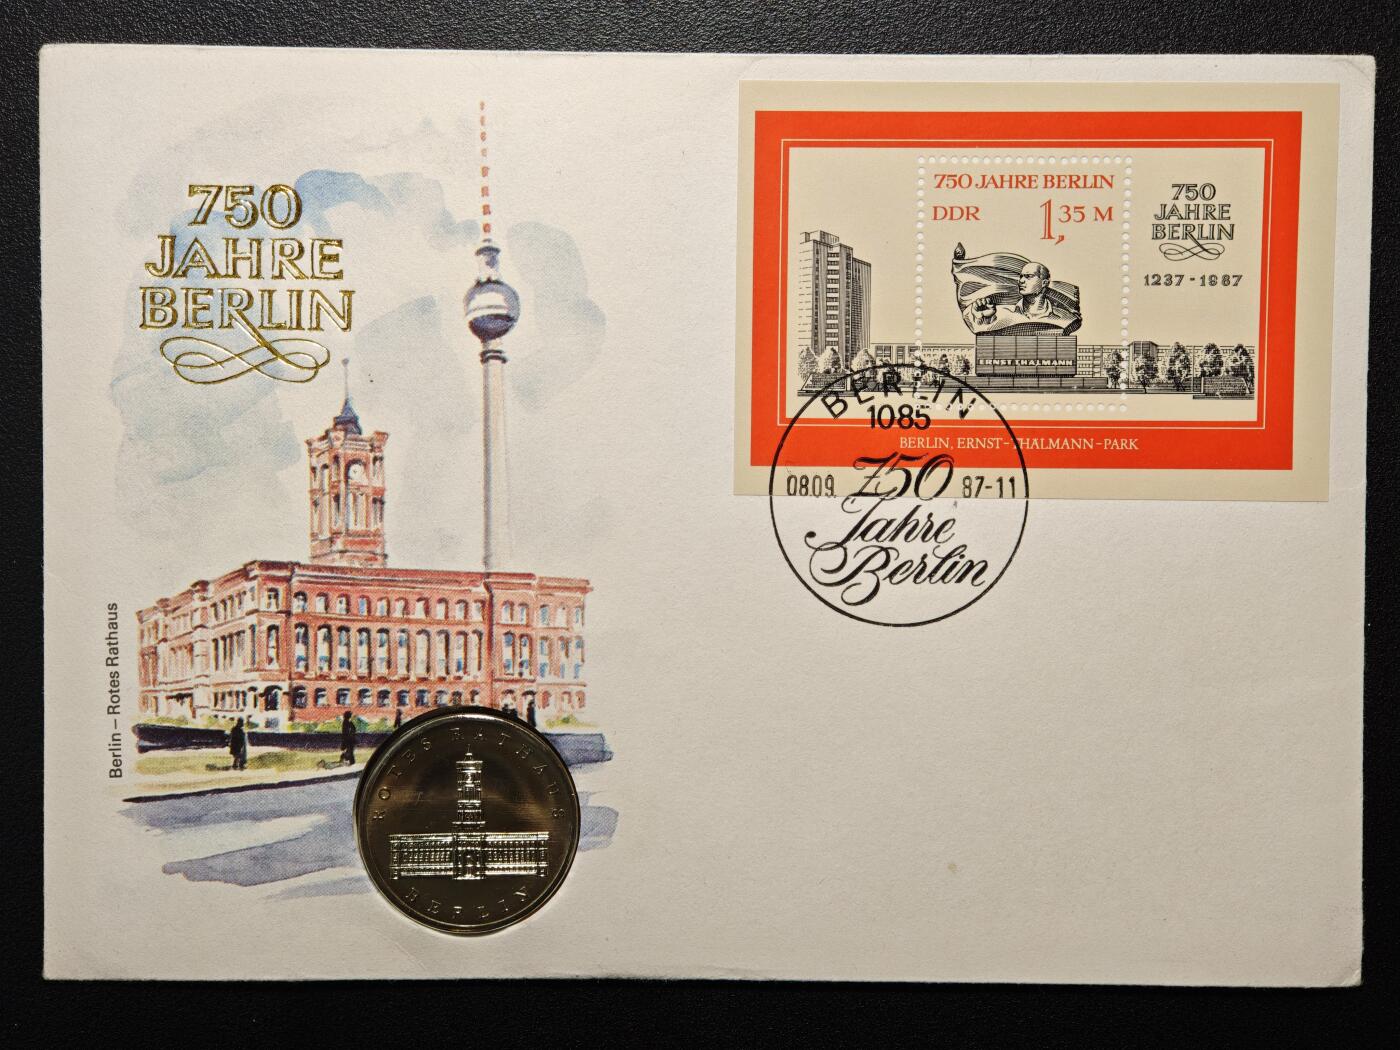 750
JAHRE
BERLIN
Berlin – Rotes Rathaus
ROTES RATHAUS
BERLIN
750 JAHRE BERLIN
DDR 1,35 M
ERNST THÄLMANN
750
JAHRE
BERLIN
1237 - 1987
BERLIN, ERNST-THÄLMANN-PARK
BERLIN
1085
08.09. 750 87-11
Jahre
Berlin